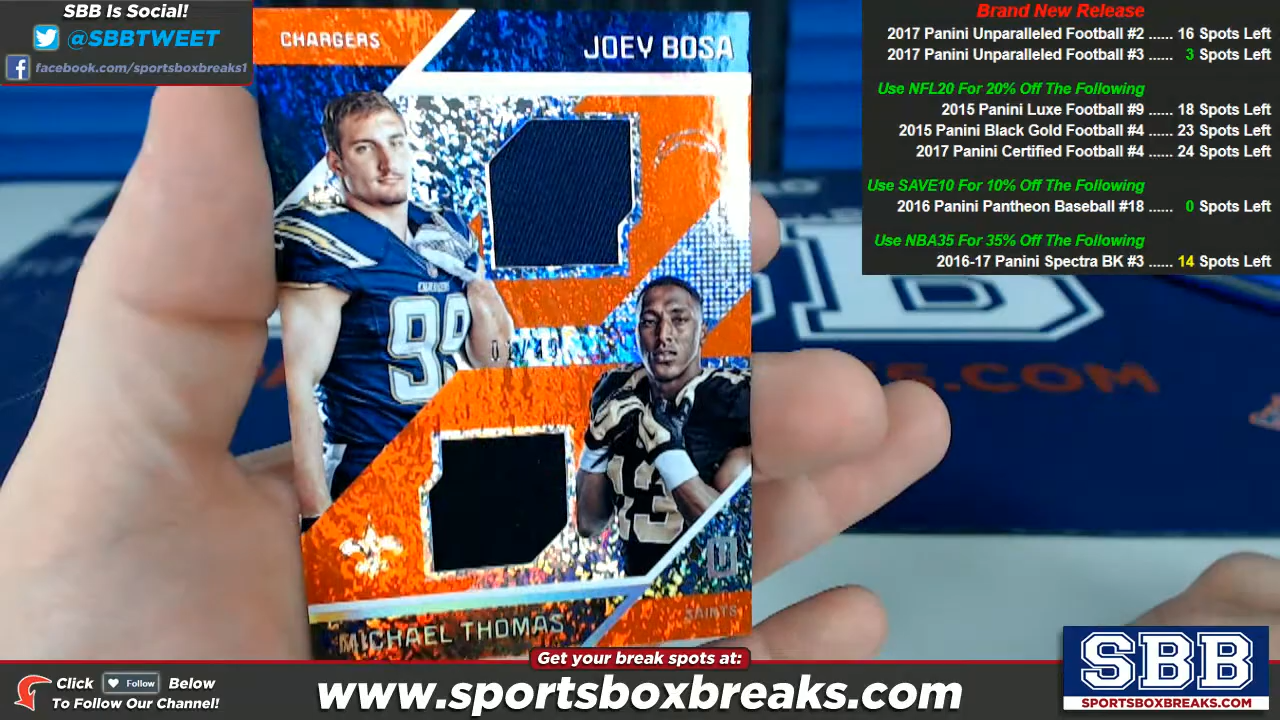 SBB Is Social!
@SBBTWEET
facebook.com/sportsboxbreaks1
CHARGERS
JOEY BOSA
99
13
MICHAEL THOMAS
SAINTS
Brand New Release
2017 Panini Unparalleled Football #2 ...... 16 Spots Left
2017 Panini Unparalleled Football #3 ...... 3 Spots Left
Use NFL20 For 20% Off The Following
2015 Panini Luxe Football #9 ...... 18 Spots Left
2015 Panini Black Gold Football #4 ...... 23 Spots Left
2017 Panini Certified Football #4 ...... 24 Spots Left
Use SAVE10 For 10% Off The Following
2016 Panini Pantheon Baseball #18 ...... 0 Spots Left
Use NBA35 For 35% Off The Following
2016-17 Panini Spectra BK #3 ...... 14 Spots Left
B
.COM
Get your break spots at:
Click Follow Below
To Follow Our Channel!
www.sportsboxbreaks.com
SBB
SPORTSBOXBREAKS.COM